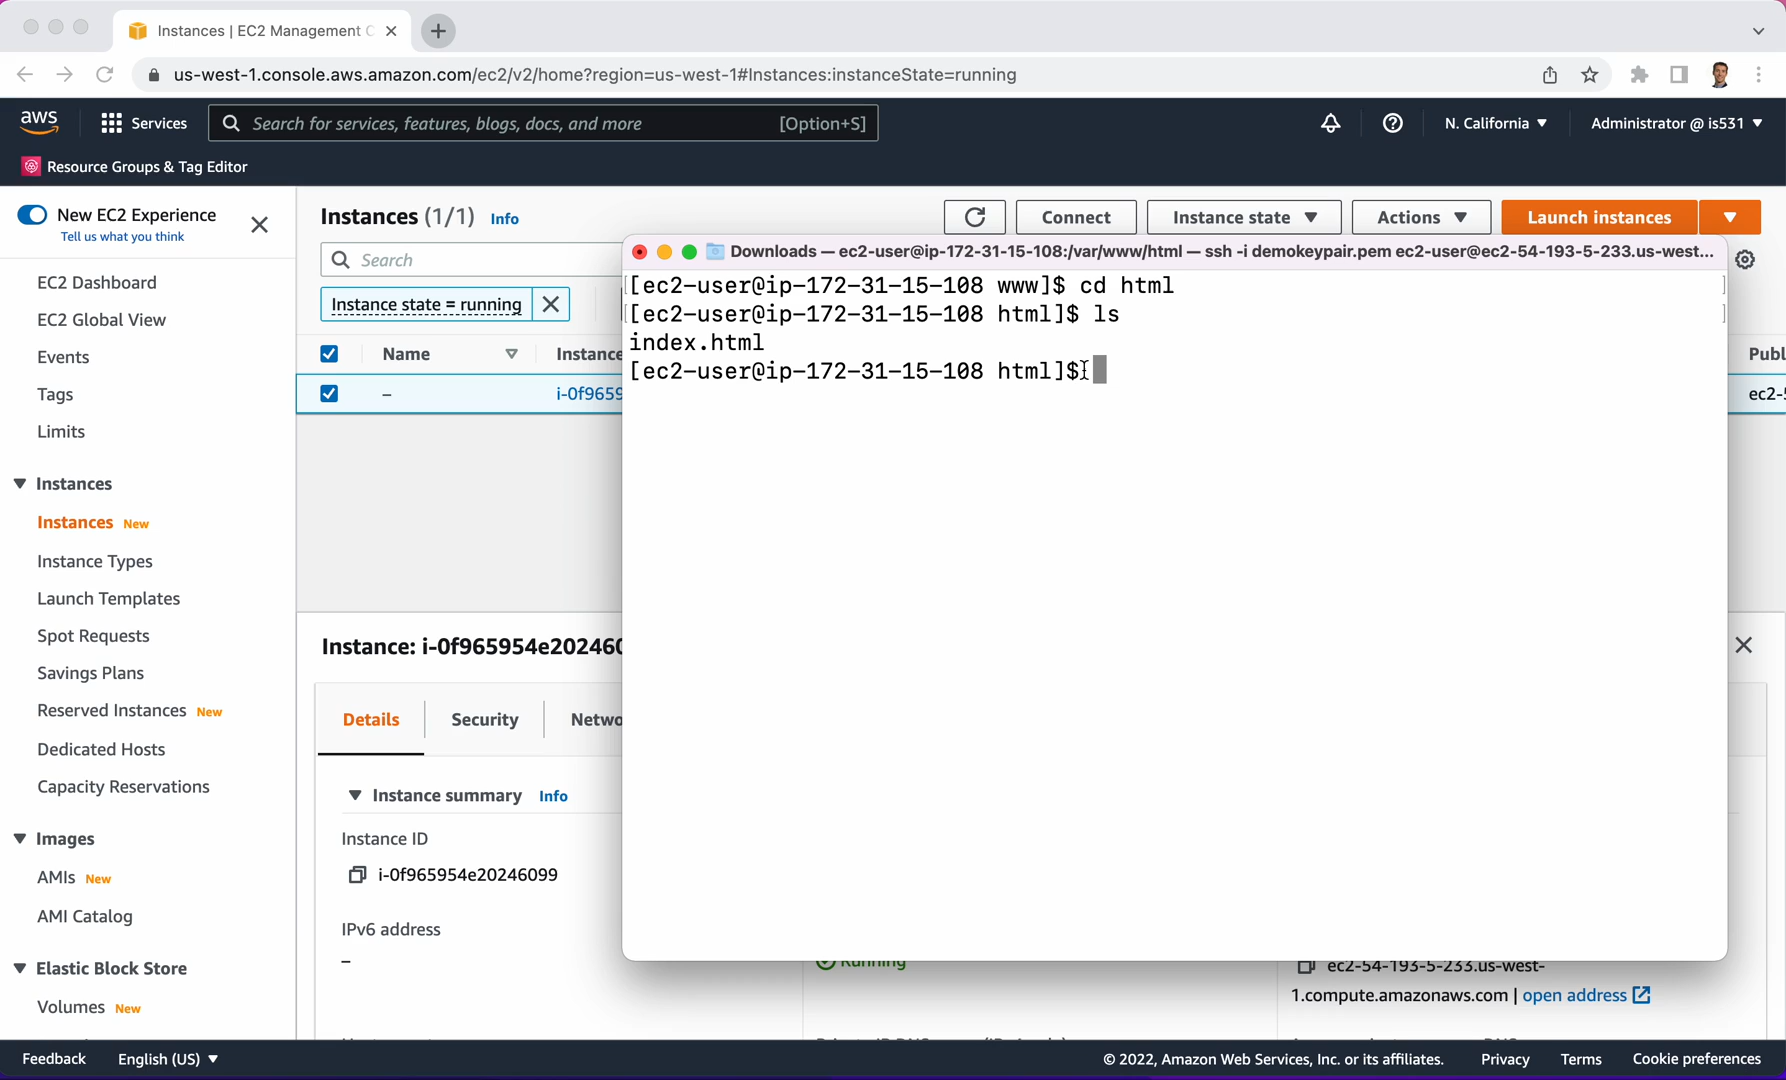 Instances | EC2 Management C
us-west-1.console.aws.amazon.com/ec2/v2/home?region=us-west-1#Instances:instanceState=running
aws
Services
Search for services, features, blogs, docs, and more [Option+S]
N. California
Administrator @ is531
Resource Groups & Tag Editor
New EC2 Experience
Tell us what you think
EC2 Dashboard
EC2 Global View
Events
Tags
Limits
Instances
Instances New
Instance Types
Launch Templates
Spot Requests
Savings Plans
Reserved Instances New
Dedicated Hosts
Capacity Reservations
Images
AMIs New
AMI Catalog
Elastic Block Store
Volumes New
Instances (1/1) Info
Connect
Instance state
Actions
Launch instances
Search
Instance state = running
Name
Instance
Publ
–
i-0f9659
ec2-5
Downloads — ec2-user@ip-172-31-15-108:/var/www/html — ssh -i demokeypair.pem ec2-user@ec2-54-193-5-233.us-west...
[ec2-user@ip-172-31-15-108 www]$ cd html
[ec2-user@ip-172-31-15-108 html]$ ls
index.html
[ec2-user@ip-172-31-15-108 html]$
Instance: i-0f965954e202460
Details
Security
Netwo
Instance summary Info
Instance ID
i-0f965954e20246099
IPv6 address
–
Running
ec2-54-193-5-233.us-west-
1.compute.amazonaws.com | open address
Feedback
English (US)
© 2022, Amazon Web Services, Inc. or its affiliates.
Privacy
Terms
Cookie preferences